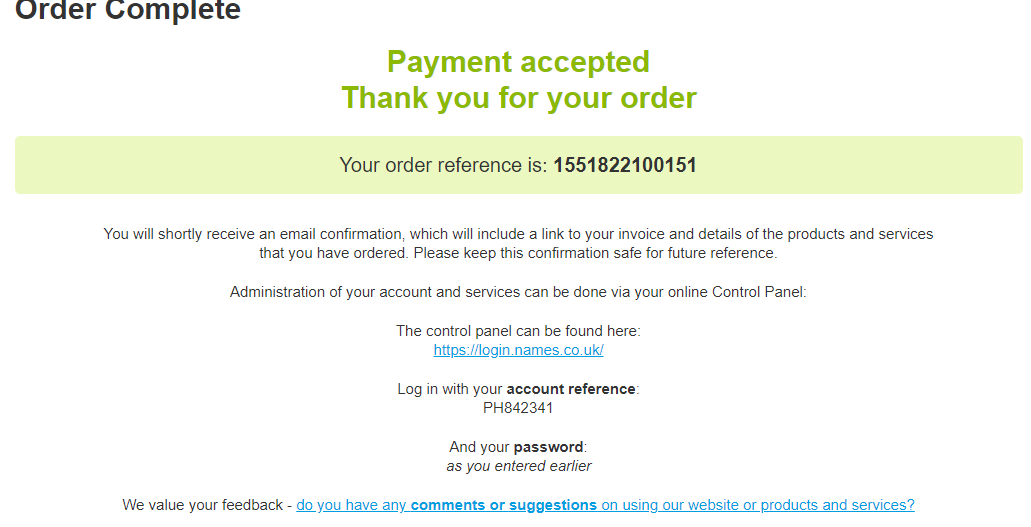 Order Complete
Payment accepted
Thank you for your order
Your order reference is: 1551822100151
You will shortly receive an email confirmation, which will include a link to your invoice and details of the products and services
that you have ordered. Please keep this confirmation safe for future reference.
Administration of your account and services can be done via your online Control Panel:
The control panel can be found here:
https://login.names.co.uk/
Log in with your account reference:
PH842341
And your password:
as you entered earlier
We value your feedback - do you have any comments or suggestions on using our website or products and services?